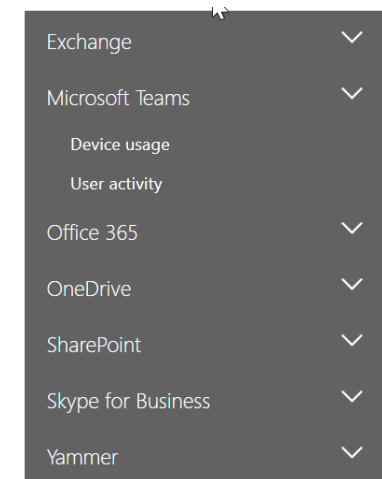 Exchange
Microsoft Teams
Device usage
User activity
Office 365
OneDrive
SharePoint
Skype for Business
Yammer